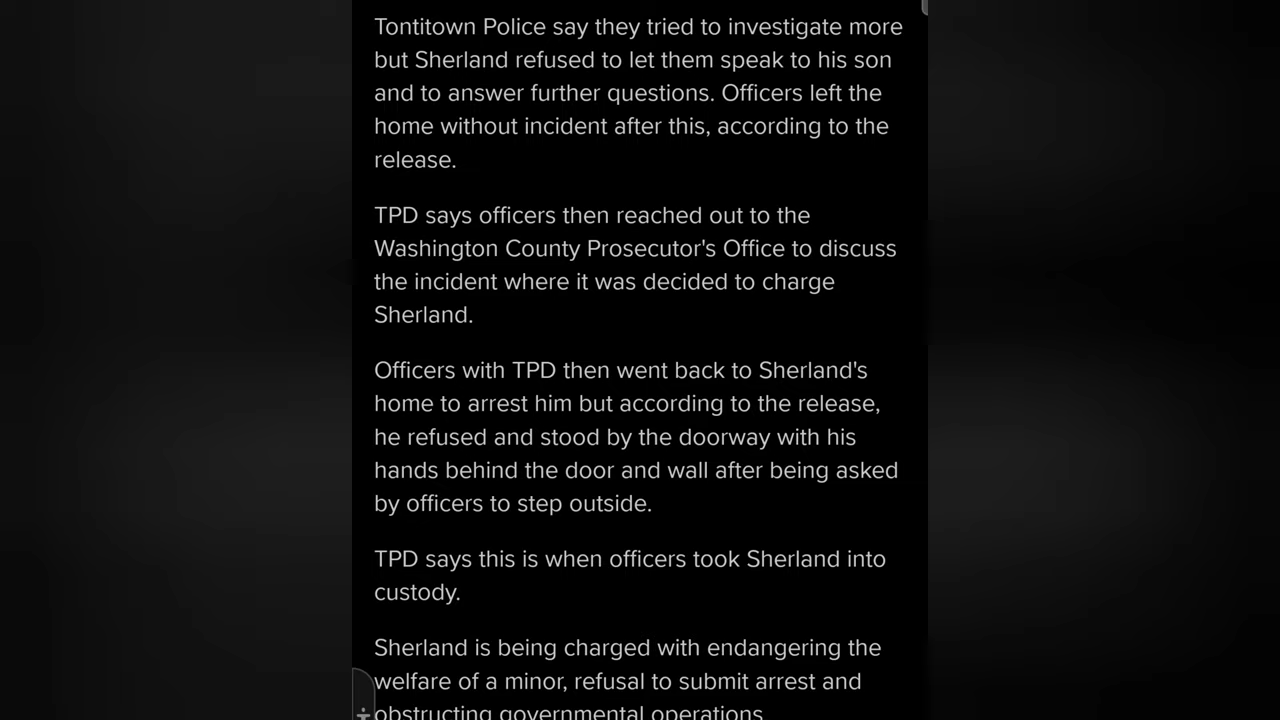 Tontitown Police say they tried to investigate more
but Sherland refused to let them speak to his son
and to answer further questions. Officers left the
home without incident after this, according to the
release.
TPD says officers then reached out to the
Washington County Prosecutor's Office to discuss
the incident where it was decided to charge
Sherland.
Officers with TPD then went back to Sherland's
home to arrest him but according to the release,
he refused and stood by the doorway with his
hands behind the door and wall after being asked
by officers to step outside.
TPD says this is when officers took Sherland into
custody.
Sherland is being charged with endangering the
welfare of a minor, refusal to submit arrest and
obstructing governmental operations